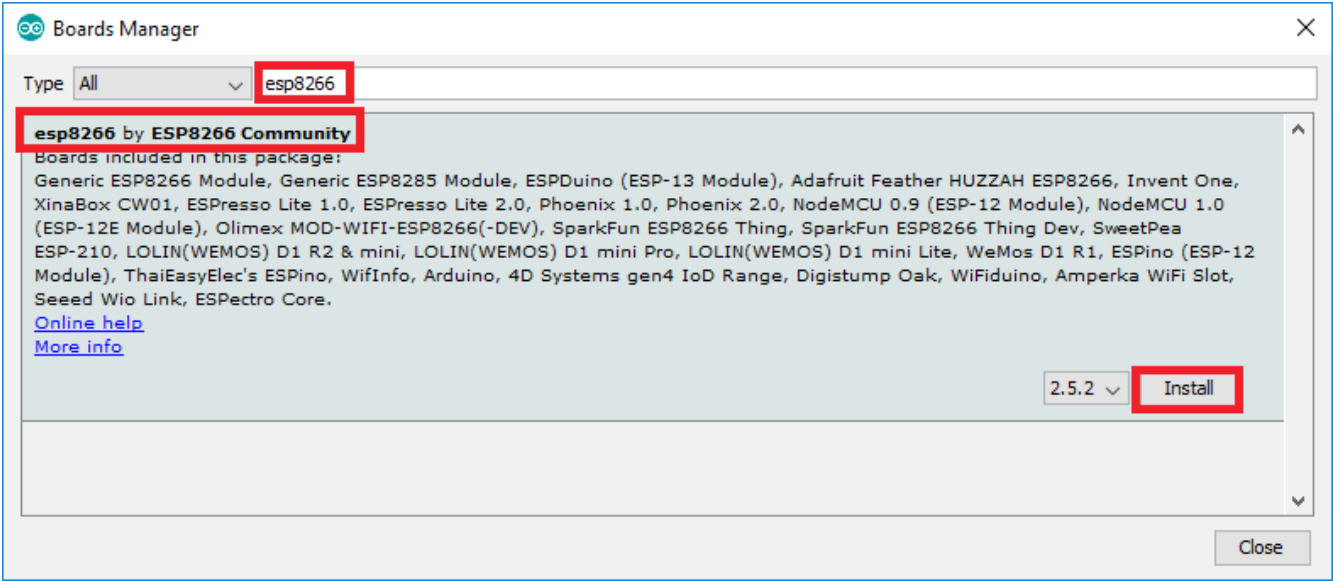 Boards Manager
Type All esp8266
esp8266 by ESP8266 Community
Boards included in this package:
Generic ESP8266 Module, Generic ESP8285 Module, ESPDuino (ESP-13 Module), Adafruit Feather HUZZAH ESP8266, Invent One,
XinaBox CW01, ESPresso Lite 1.0, ESPresso Lite 2.0, Phoenix 1.0, Phoenix 2.0, NodeMCU 0.9 (ESP-12 Module), NodeMCU 1.0
(ESP-12E Module), Olimex MOD-WIFI-ESP8266(-DEV), SparkFun ESP8266 Thing, SparkFun ESP8266 Thing Dev, SweetPea
ESP-210, LOLIN(WEMOS) D1 R2 & mini, LOLIN(WEMOS) D1 mini Pro, LOLIN(WEMOS) D1 mini Lite, WeMos D1 R1, ESPino (ESP-12
Module), ThaiEasyElec's ESPino, WifInfo, Arduino, 4D Systems gen4 IoD Range, Digistump Oak, WiFiduino, Amperka WiFi Slot,
Seeed Wio Link, ESPectro Core.
Online help
More info
2.5.2 Install
Close